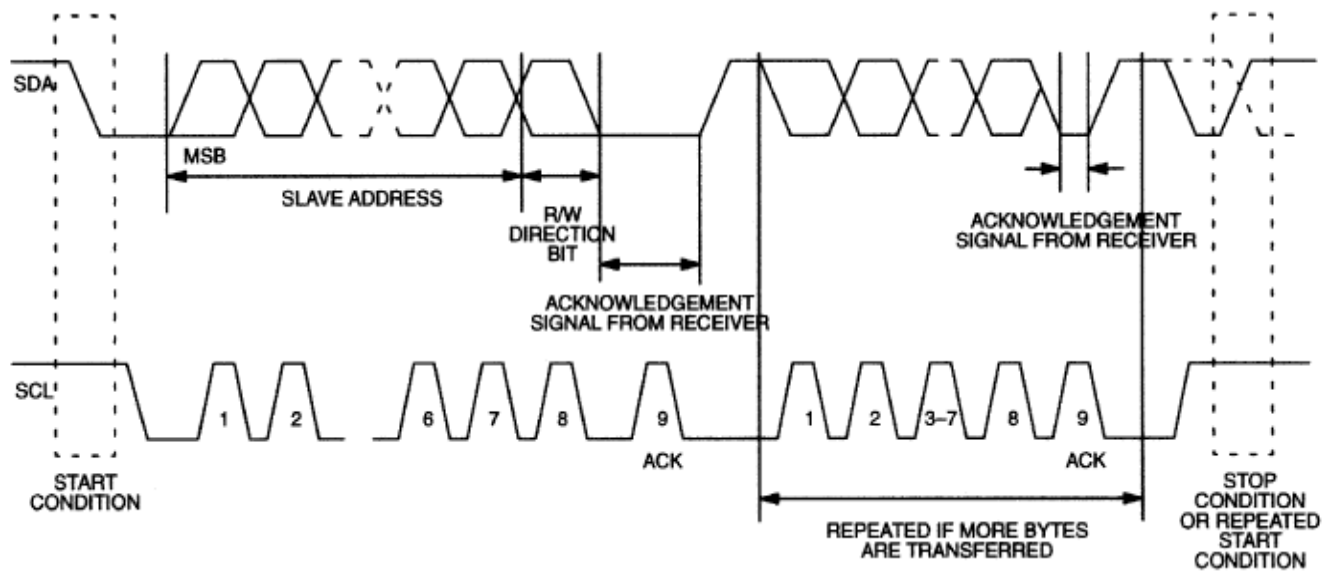 SDA
MSB
SLAVE ADDRESS
R/W
DIRECTION
BIT
ACKNOWLEDGEMENT
SIGNAL FROM RECEIVER
ACKNOWLEDGEMENT
SIGNAL FROM RECEIVER
SCL
1 2 6 7 8 9 1 2 3–7 8 9
ACK ACK
START
CONDITION
REPEATED IF MORE BYTES
ARE TRANSFERRED
STOP
CONDITION
OR REPEATED
START
CONDITION